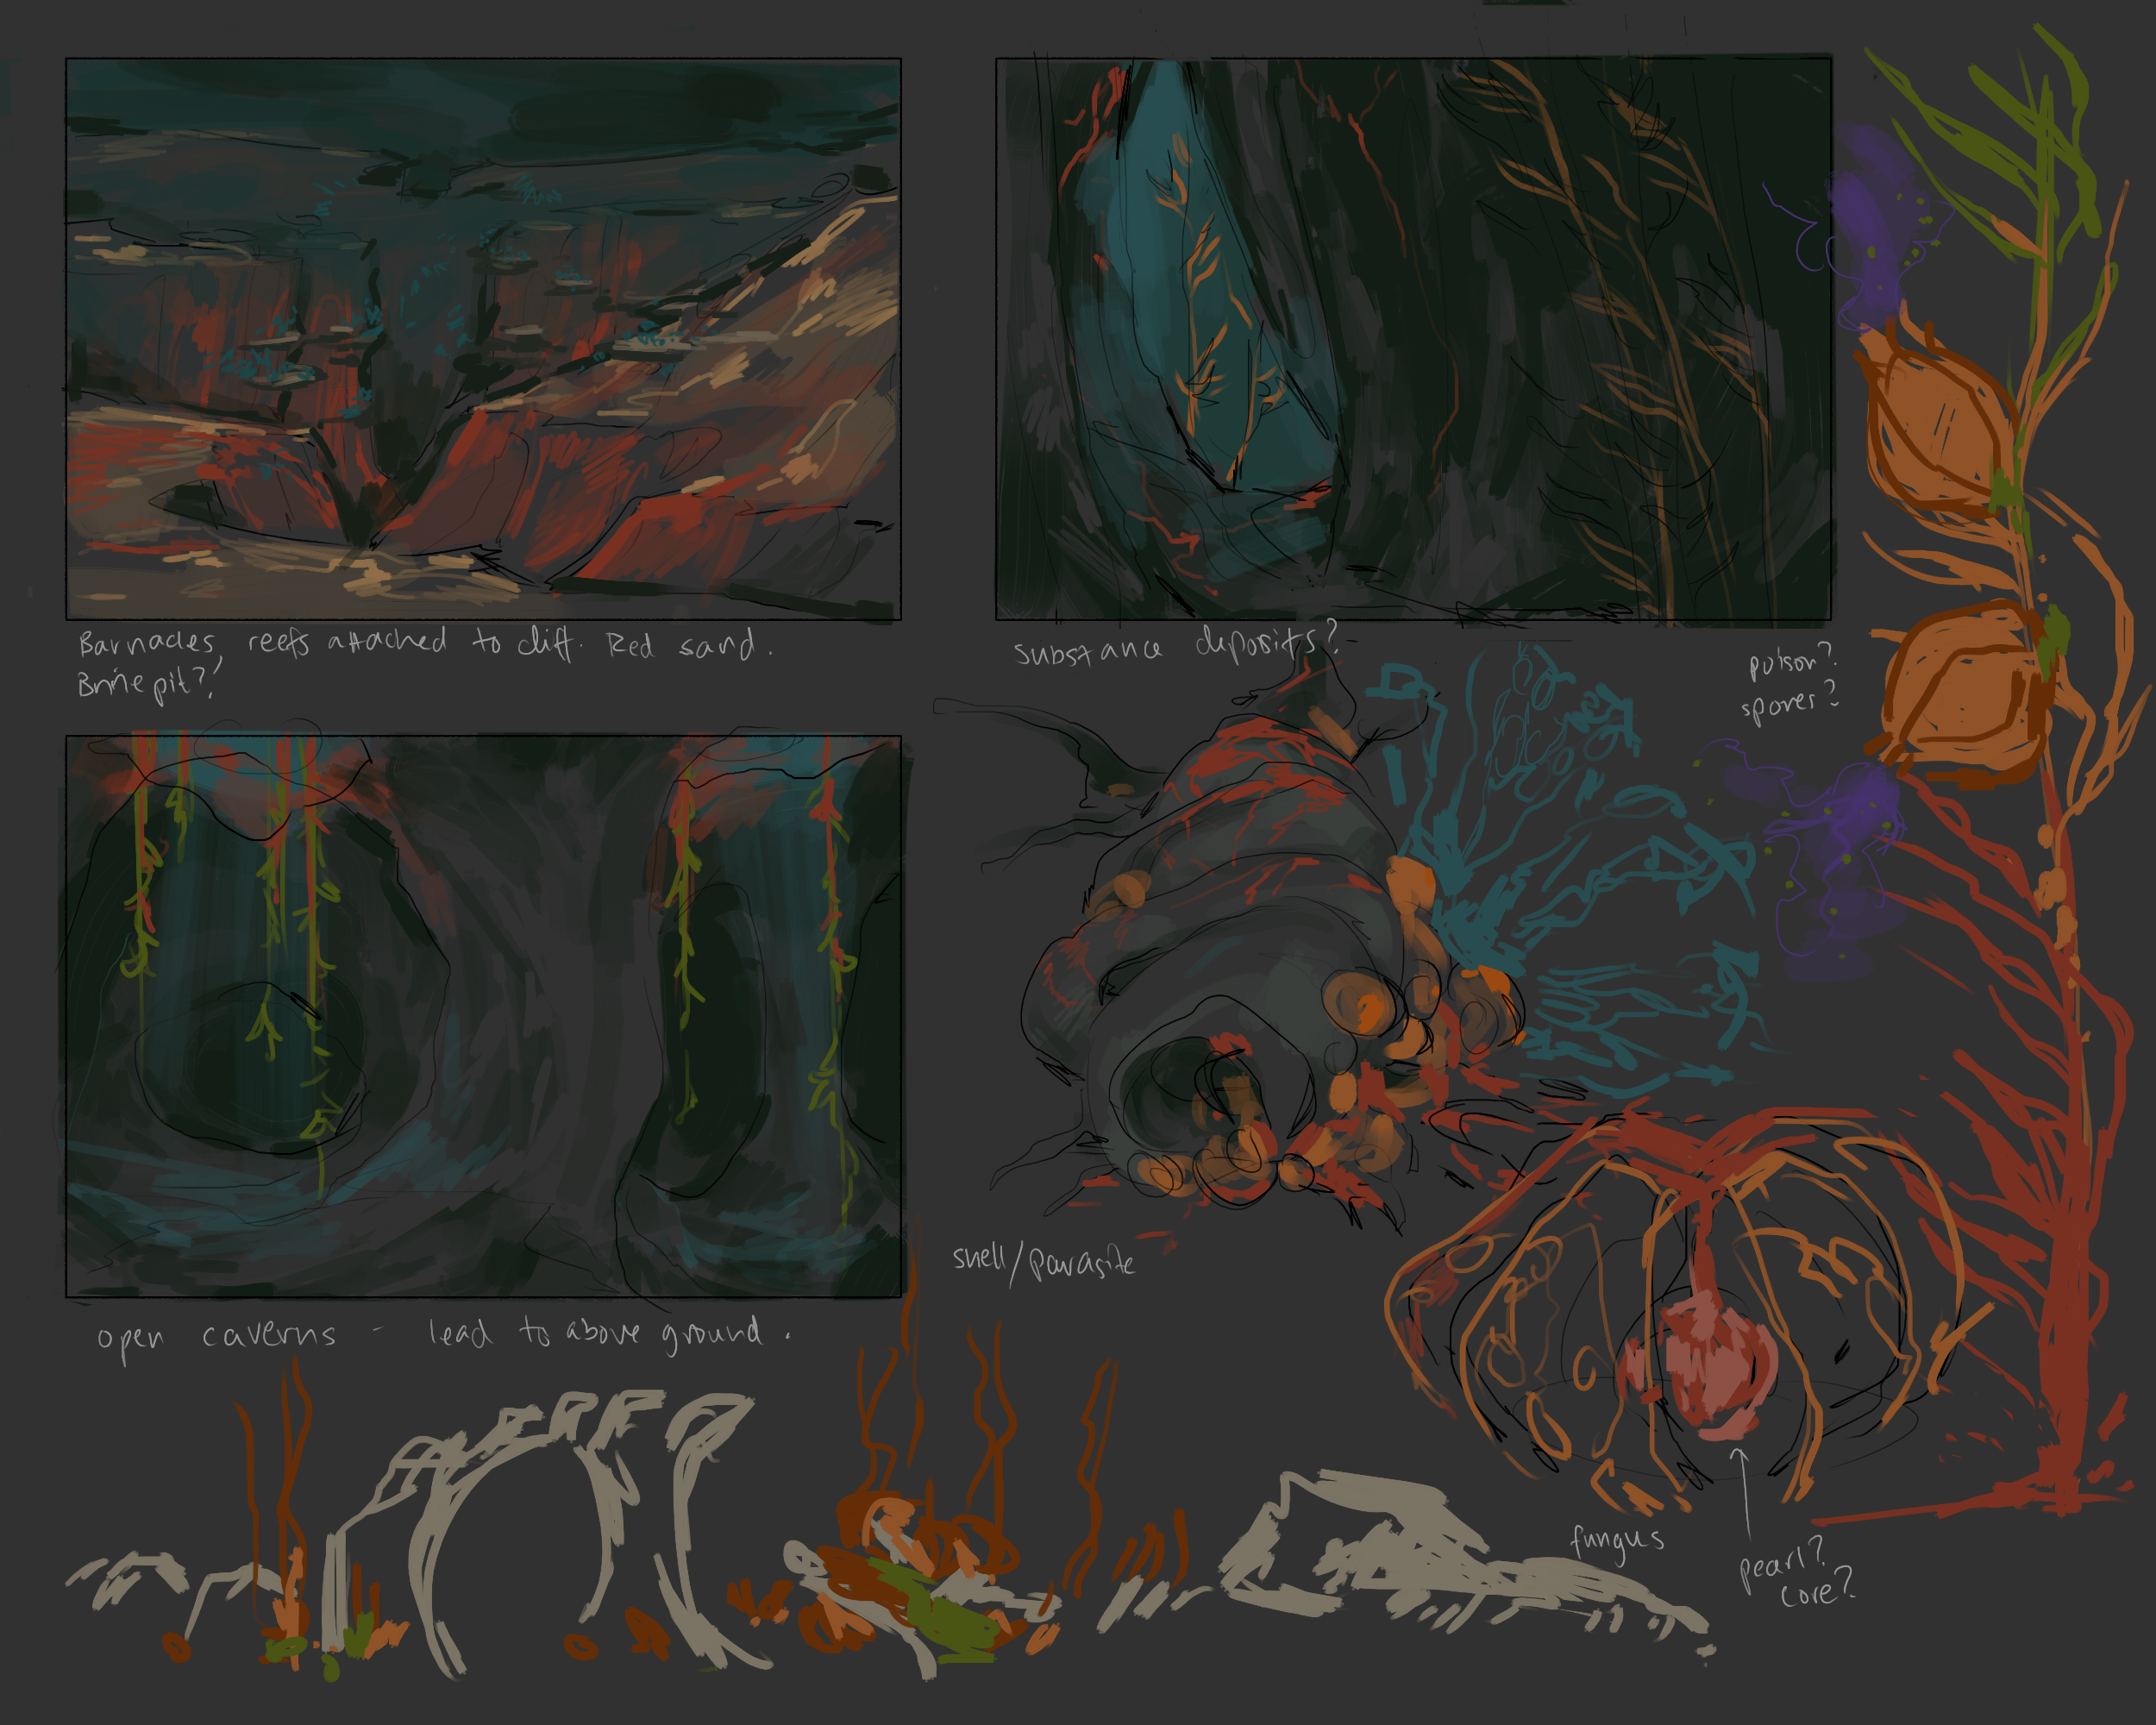 Barnacles reefs attached to cliff. Red sand.
Brine pit?!
substance deposits?
poison?
spores?
open caverns - lead to above ground.
shell/parasite
fungus
pearl?
core?